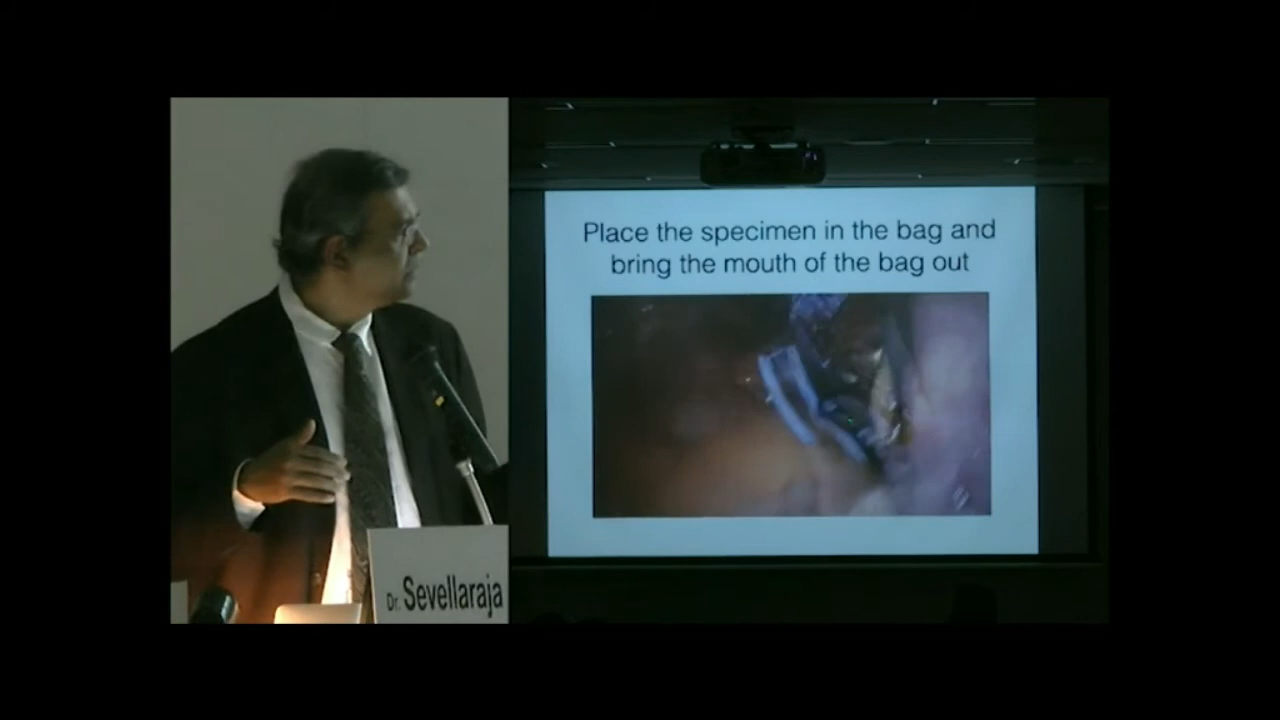 Place the specimen in the bag and
bring the mouth of the bag out
Dr. Sevellaraja